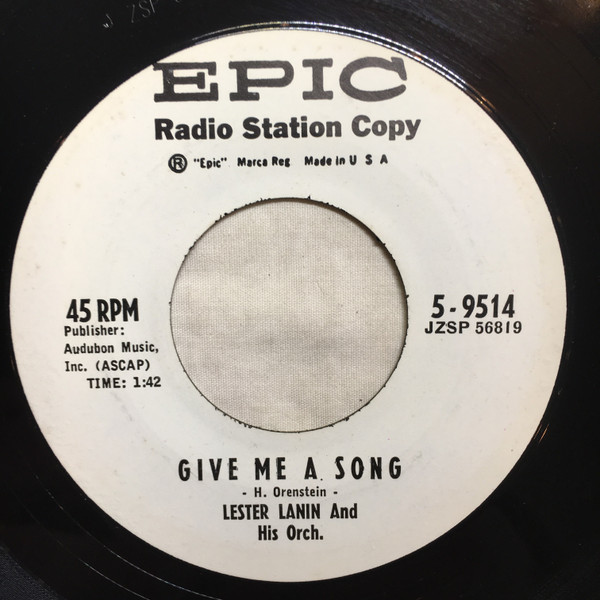 EPIC
Radio Station Copy
Ⓡ "Epic" Marca Reg Made in U S A
45 RPM
Publisher:
Audubon Music,
Inc. (ASCAP)
TIME: 1:42
5-9514
JZSP 56819
GIVE ME A SONG
- H. Orenstein -
LESTER LANIN And
His Orch.